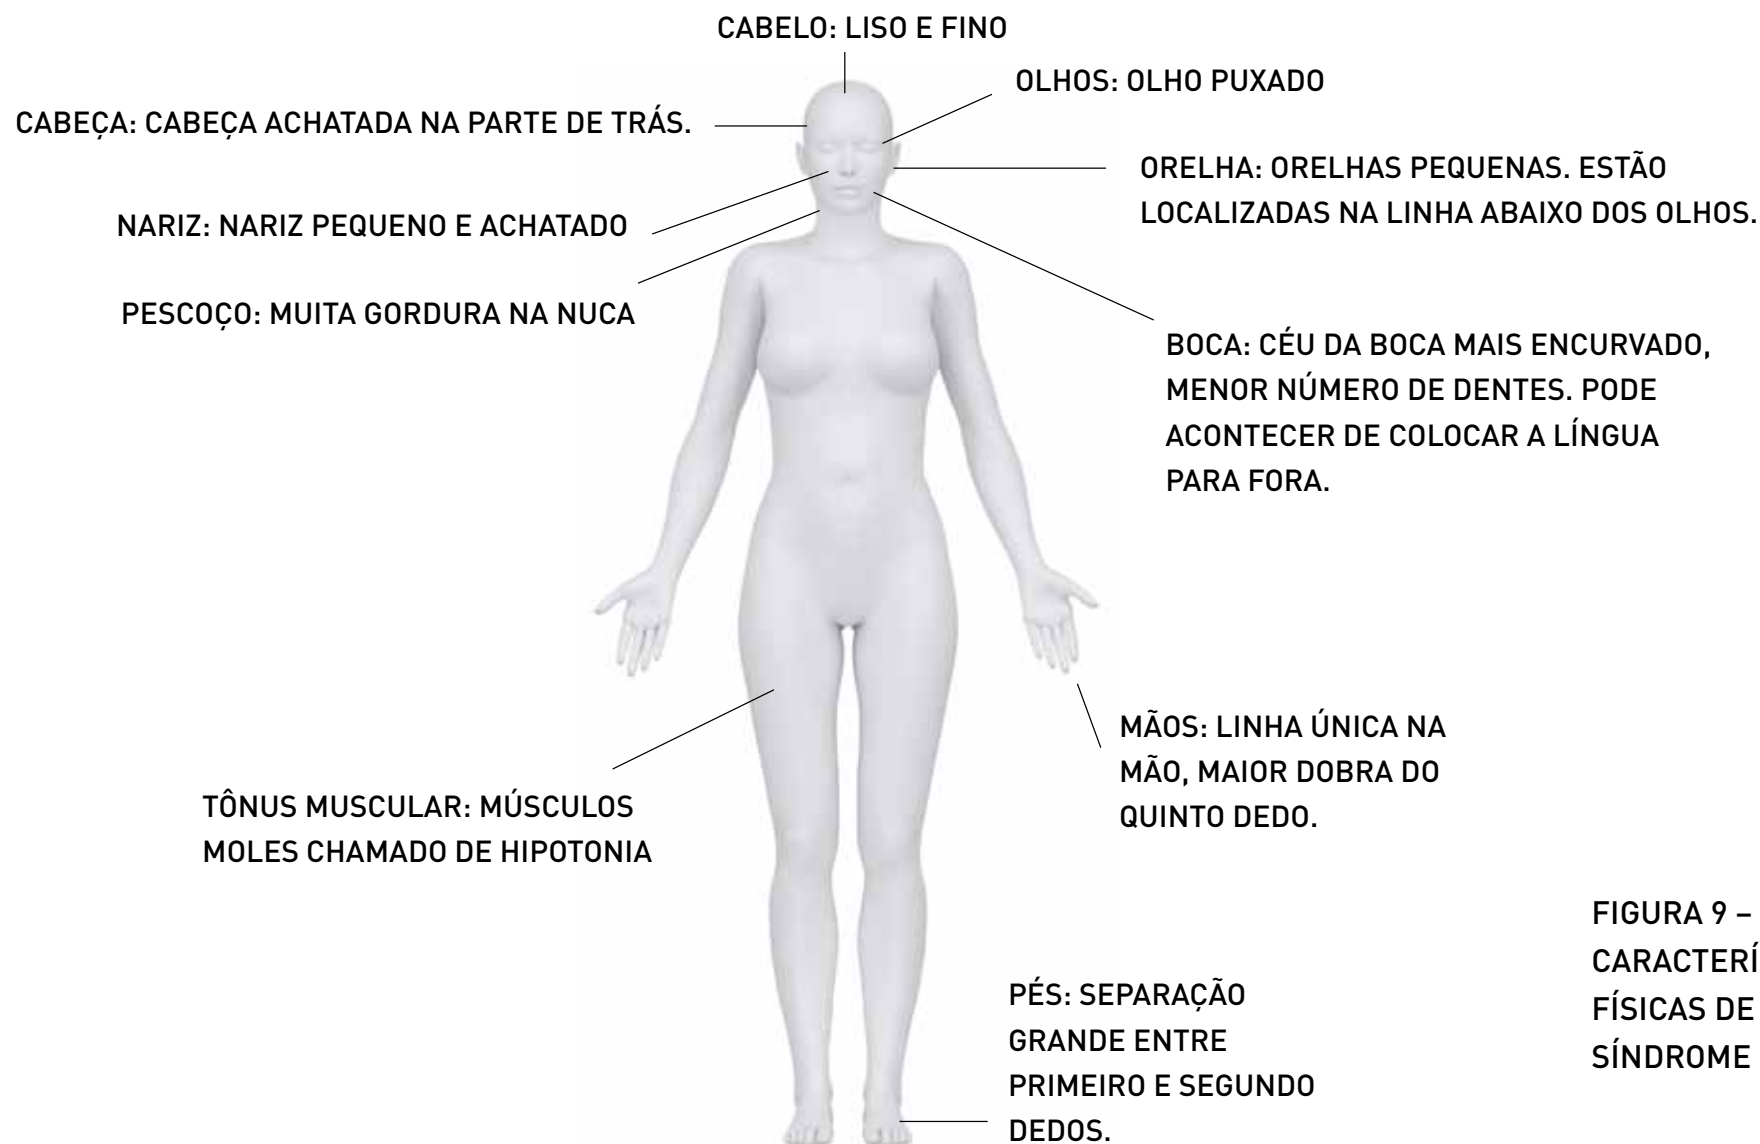 CABELO: LISO E FINO
OLHOS: OLHO PUXADO
CABEÇA: CABEÇA ACHATADA NA PARTE DE TRÁS.
ORELHA: ORELHAS PEQUENAS. ESTÃO
LOCALIZADAS NA LINHA ABAIXO DOS OLHOS.
NARIZ: NARIZ PEQUENO E ACHATADO
PESCOÇO: MUITA GORDURA NA NUCA
BOCA: CÉU DA BOCA MAIS ENCURVADO,
MENOR NÚMERO DE DENTES. PODE
ACONTECER DE COLOCAR A LÍNGUA
PARA FORA.
MÃOS: LINHA ÚNICA NA
MÃO, MAIOR DOBRA DO
QUINTO DEDO.
TÔNUS MUSCULAR: MÚSCULOS
MOLES CHAMADO DE HIPOTONIA
PÉS: SEPARAÇÃO
GRANDE ENTRE
PRIMEIRO E SEGUNDO
DEDOS.
FIGURA 9 –
CARACTERÍ
FÍSICAS DE
SÍNDROME